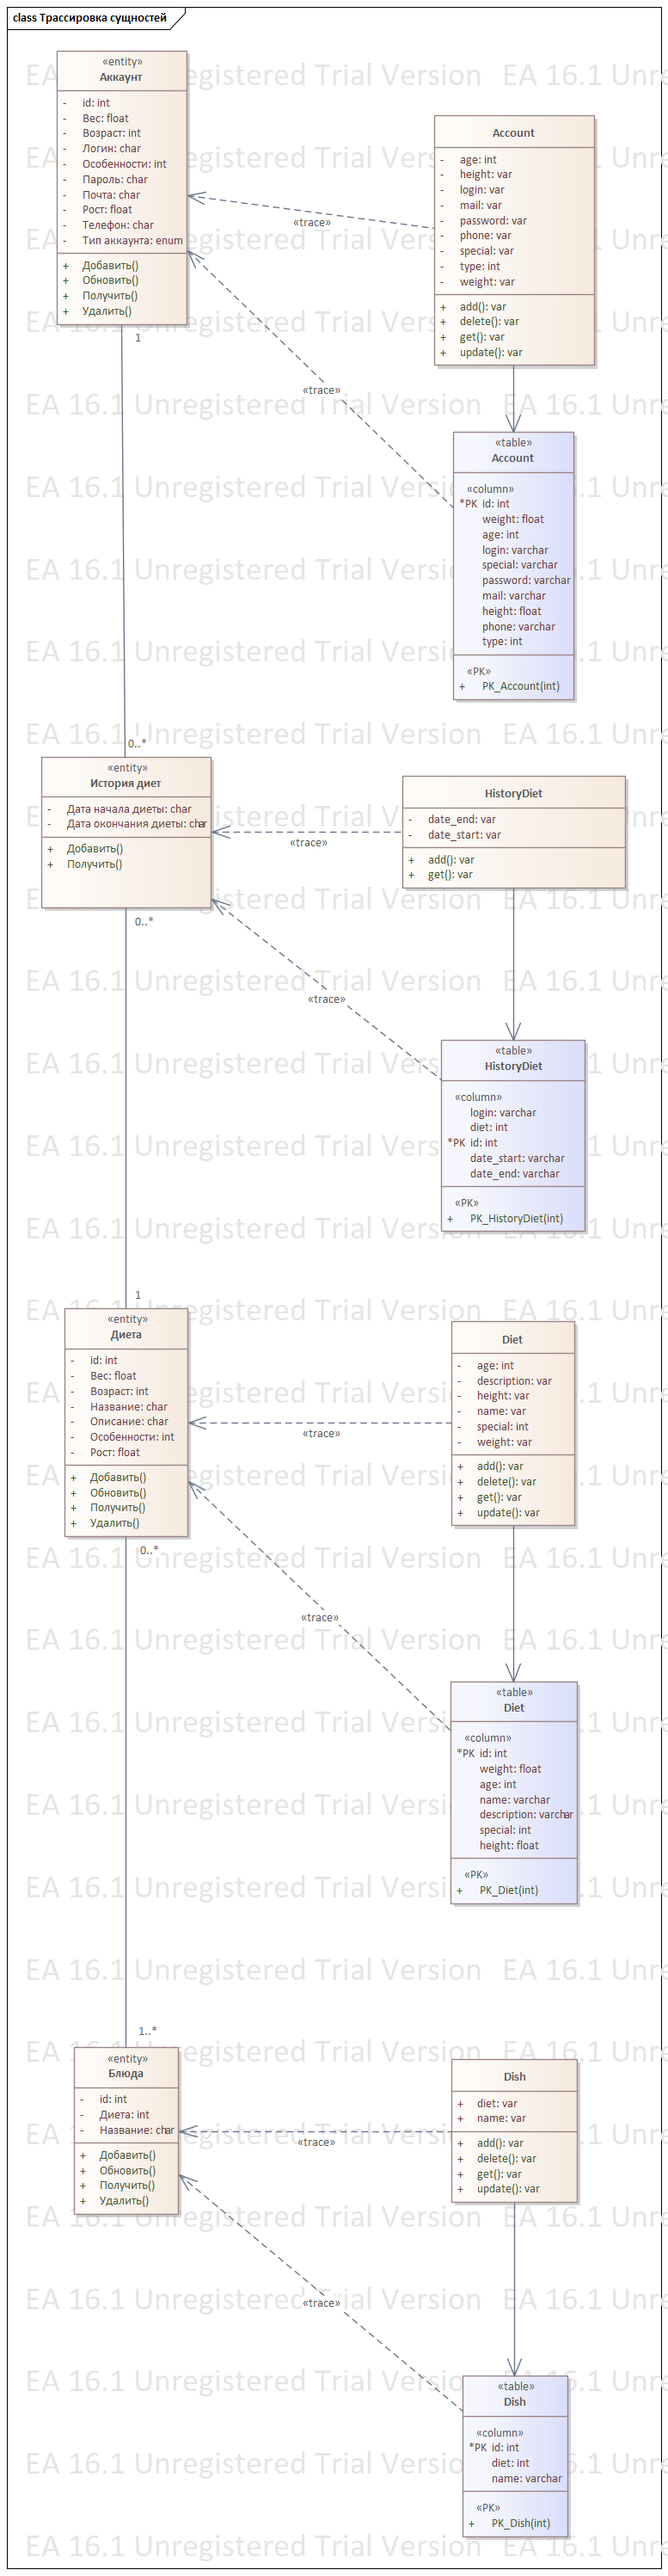 class Трассировка сущностей
EA 16.1 Unregistered Trial Version
«entity»
Аккаунт
- id: int
- Вес: float
- Возраст: int
- Логин: char
- Особенности: int
- Пароль: char
- Почта: char
- Рост: float
- Телефон: char
- Тип аккаунта: enum
+ Добавить()
+ Обновить()
+ Получить()
+ Удалить()
1
Account
- age: int
- height: var
- login: var
- mail: var
- password: var
- phone: var
- special: var
- type: int
- weight: var
+ add(): var
+ delete(): var
+ get(): var
+ update(): var
«trace»
«trace»
«table»
Account
«column»
*PK id: int
weight: float
age: int
login: varchar
special: varchar
password: varchar
mail: varchar
height: float
phone: varchar
type: int
«PK»
+ PK_Account(int)
0..*
«entity»
История диет
- Дата начала диеты: char
- Дата окончания диеты: char
+ Добавить()
+ Получить()
0..*
HistoryDiet
- date_end: var
- date_start: var
+ add(): var
+ get(): var
«trace»
«trace»
«table»
HistoryDiet
«column»
login: varchar
diet: int
*PK id: int
date_start: varchar
date_end: varchar
«PK»
+ PK_HistoryDiet(int)
1
«entity»
Диета
- id: int
- Вес: float
- Возраст: int
- Название: char
- Описание: char
- Особенности: int
- Рост: float
+ Добавить()
+ Обновить()
+ Получить()
+ Удалить()
0..*
Diet
- age: int
- description: var
- height: var
- name: var
- special: int
- weight: var
+ add(): var
+ delete(): var
+ get(): var
+ update(): var
«trace»
«trace»
«table»
Diet
«column»
*PK id: int
weight: float
age: int
name: varchar
description: varchar
special: int
height: float
«PK»
+ PK_Diet(int)
1..*
«entity»
Блюда
- id: int
- Диета: int
- Название: char
+ Добавить()
+ Обновить()
+ Получить()
+ Удалить()
Dish
+ diet: var
+ name: var
+ add(): var
+ delete(): var
+ get(): var
+ update(): var
«trace»
«trace»
«table»
Dish
«column»
*PK id: int
diet: int
name: varchar
«PK»
+ PK_Dish(int)